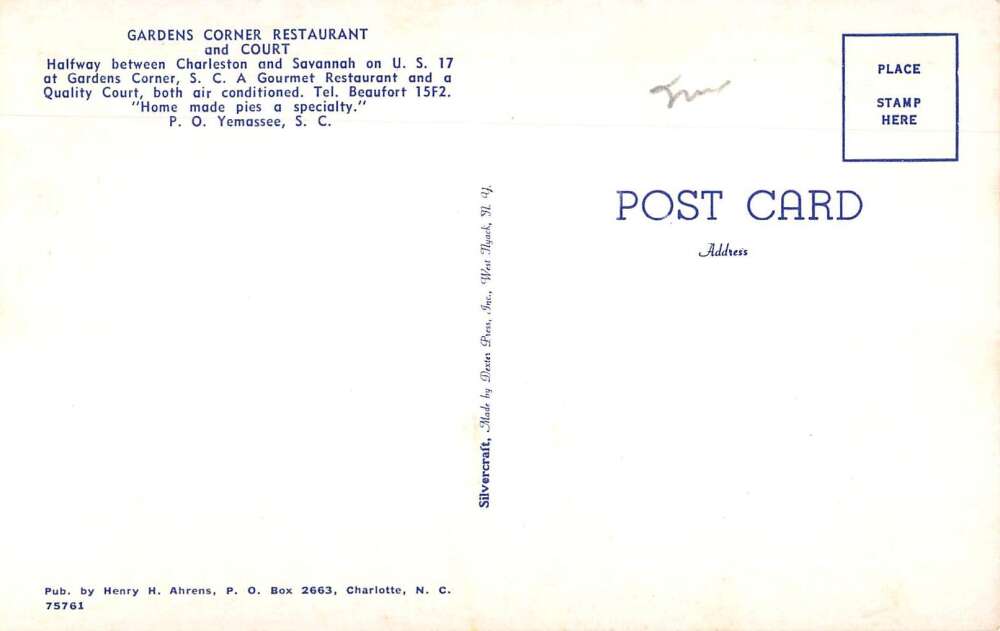 GARDENS CORNER RESTAURANT
and COURT
Halfway between Charleston and Savannah on U. S. 17
at Gardens Corner, S. C. A Gourmet Restaurant and a
Quality Court, both air conditioned. Tel. Beaufort 15F2.
"Home made pies a specialty."
P. O. Yemassee, S. C.
PLACE
STAMP
HERE
POST CARD
Address
Silvercraft, Made by Dexter Press, Inc., West Nyack, N. Y.
Pub. by Henry H. Ahrens, P. O. Box 2663, Charlotte, N. C.
75761